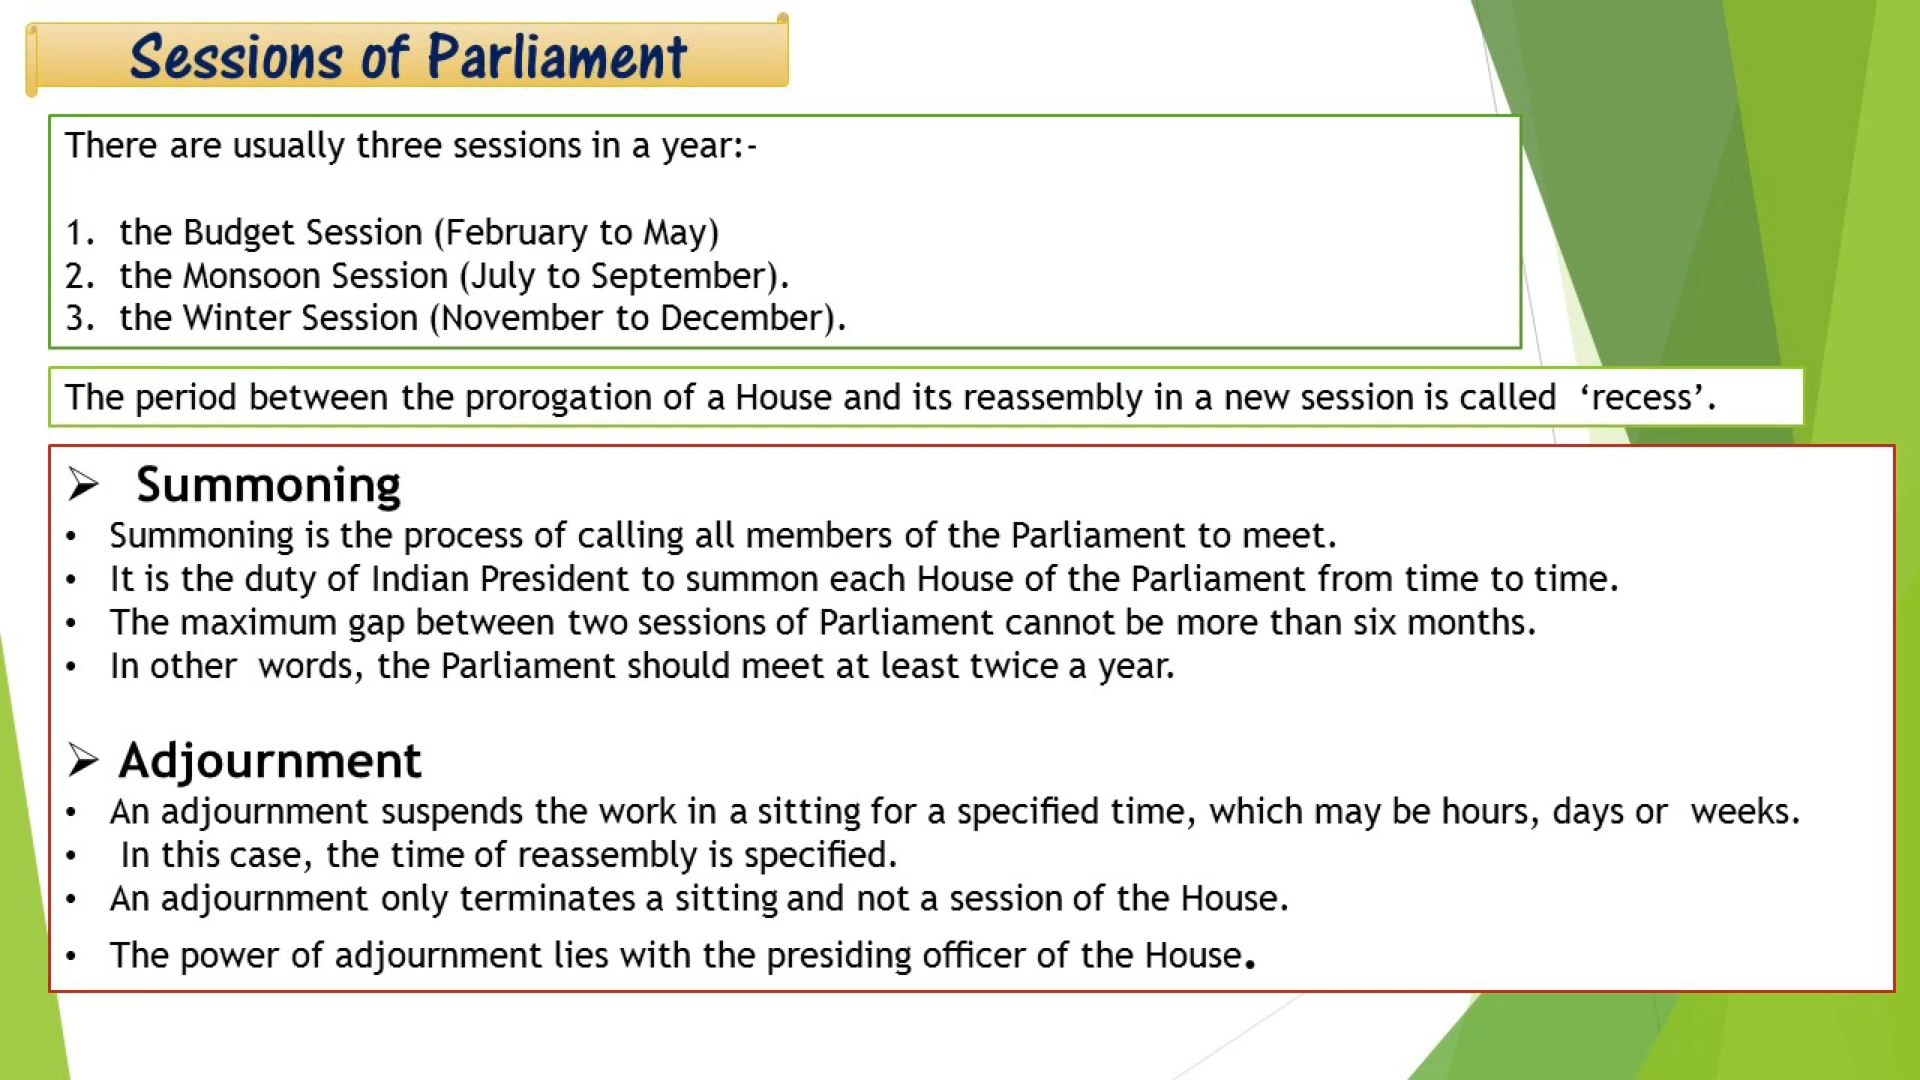 Sessions of Parliament
There are usually three sessions in a year:-
1. the Budget Session (February to May)
2. the Monsoon Session (July to September).
3. the Winter Session (November to December).
The period between the prorogation of a House and its reassembly in a new session is called ‘recess’.
➢ Summoning
• Summoning is the process of calling all members of the Parliament to meet.
• It is the duty of Indian President to summon each House of the Parliament from time to time.
• The maximum gap between two sessions of Parliament cannot be more than six months.
• In other words, the Parliament should meet at least twice a year.
➢ Adjournment
• An adjournment suspends the work in a sitting for a specified time, which may be hours, days or weeks.
• In this case, the time of reassembly is specified.
• An adjournment only terminates a sitting and not a session of the House.
• The power of adjournment lies with the presiding officer of the House.